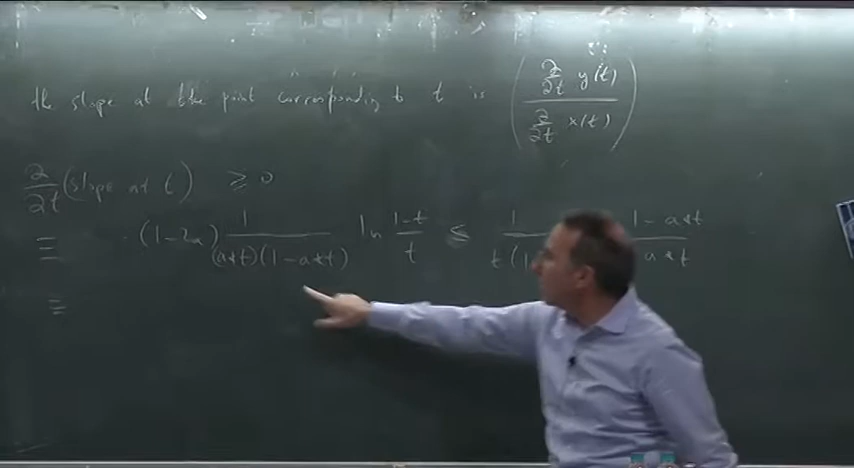 the slope at the point corresponding to t is ( ∂/∂t y(t) / ∂/∂t x(t) )
∂/∂t (slope at t) ≥ 0
≡ (1-2a) 1/((a*t)(1-a*t)) ln (1-t)/t ≤ 1/t(1 1-a*t / a*t
≡